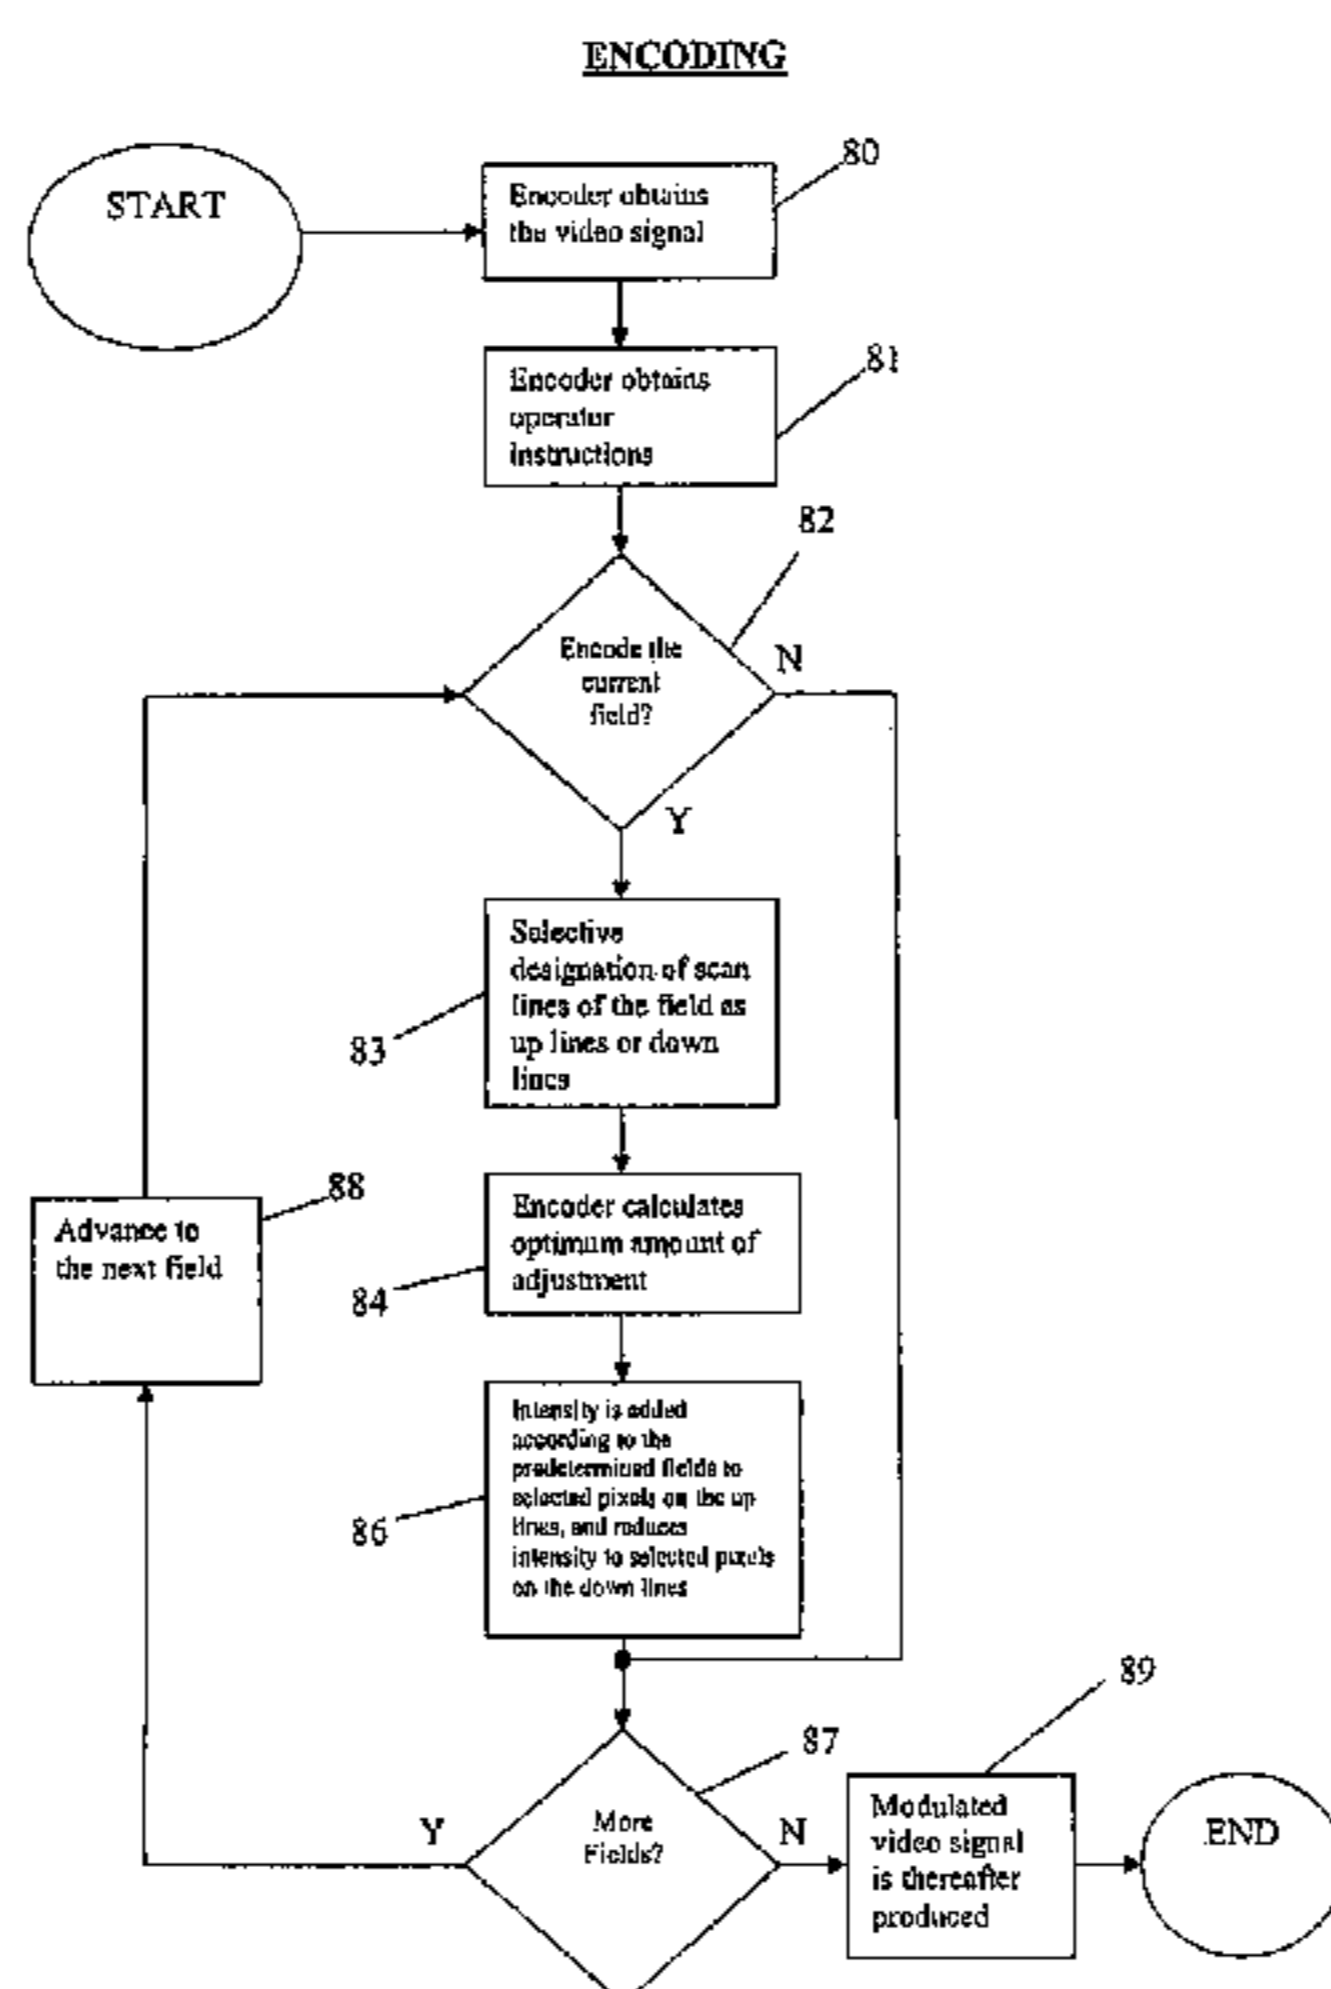 ENCODING
START
80
Encoder obtains
the video signal
81
Encoder obtains
operator
instructions
82
Encode the
current
field?
N
Y
Selective
designation of scan
lines of the field as
up lines or down
lines
83
88
Advance to
the next field
Encoder calculates
optimum amount of
adjustment
84
Intensity is added
according to the
predetermined fields to
selected pixels on the up
lines, and reduces
intensity to selected pixels
on the down lines
86
89
87
More
Fields?
Y
N
Modulated
video signal
is thereafter
produced
END